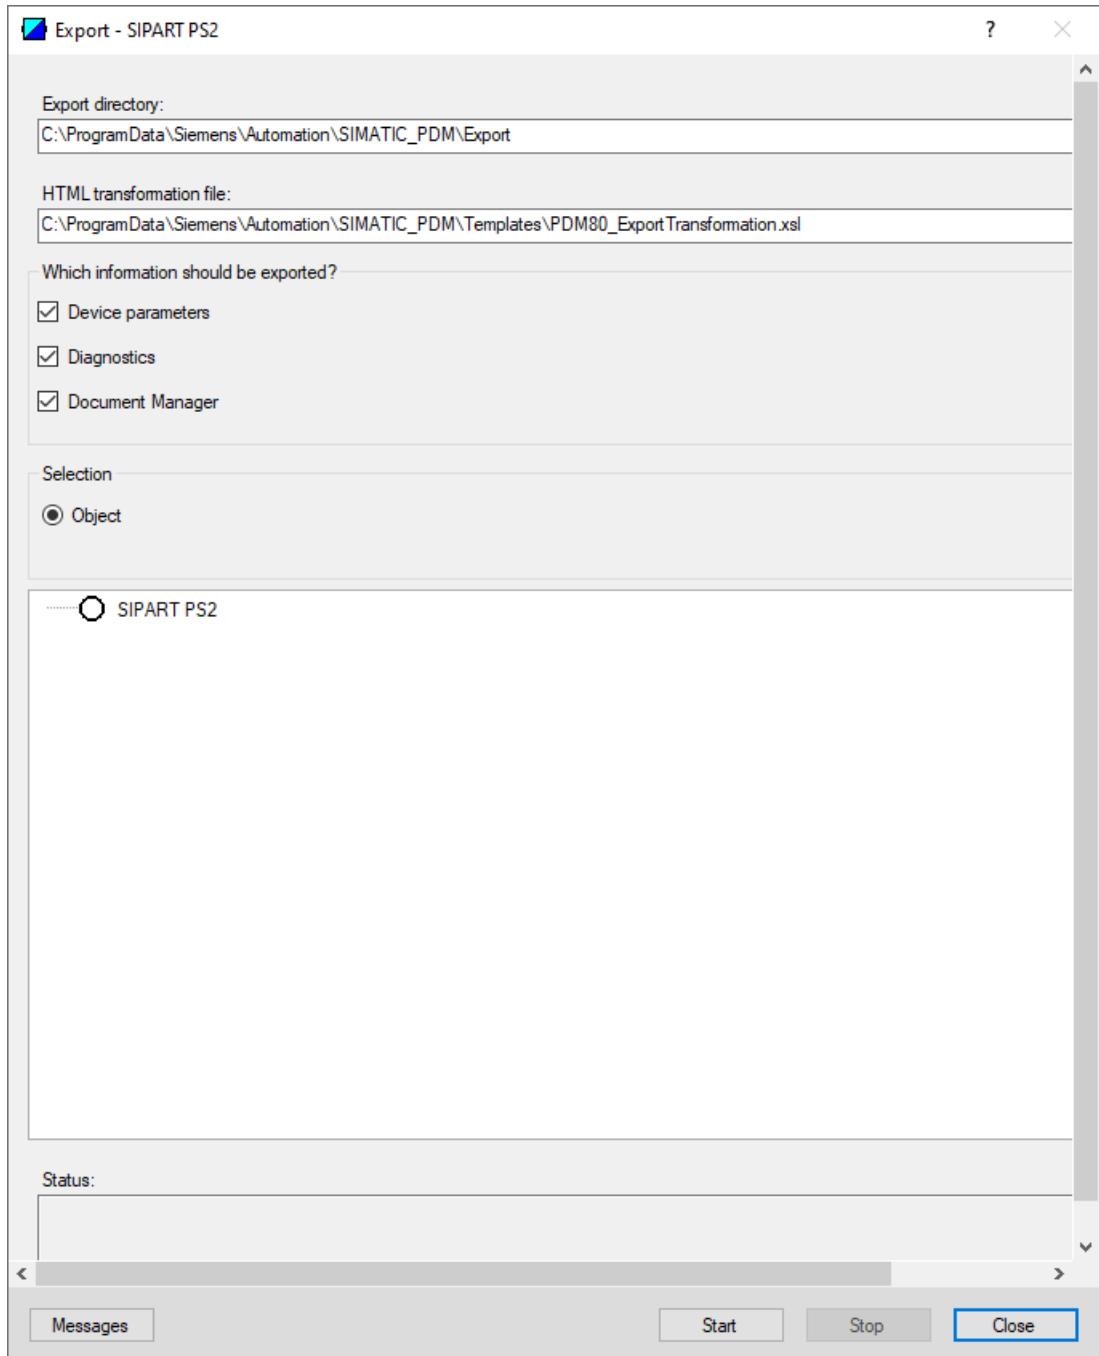 Export - SIPART PS2 ?
Export directory:
C:\ProgramData\Siemens\Automation\SIMATIC_PDM\Export
HTML transformation file:
C:\ProgramData\Siemens\Automation\SIMATIC_PDM\Templates\PDM80_ExportTransformation.xsl
Which information should be exported?
Device parameters
Diagnostics
Document Manager
Selection
Object
SIPART PS2
Status:
Messages Start Stop Close